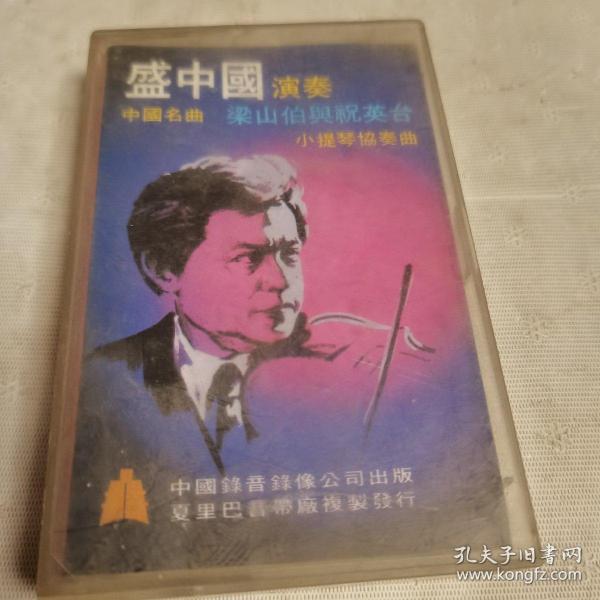 盛中國 演奏
中國名曲 梁山伯與祝英台
小提琴協奏曲
中國錄音錄像公司出版
夏里巴音帶廠複製發行
孔夫子旧书网
www.kongfz.com